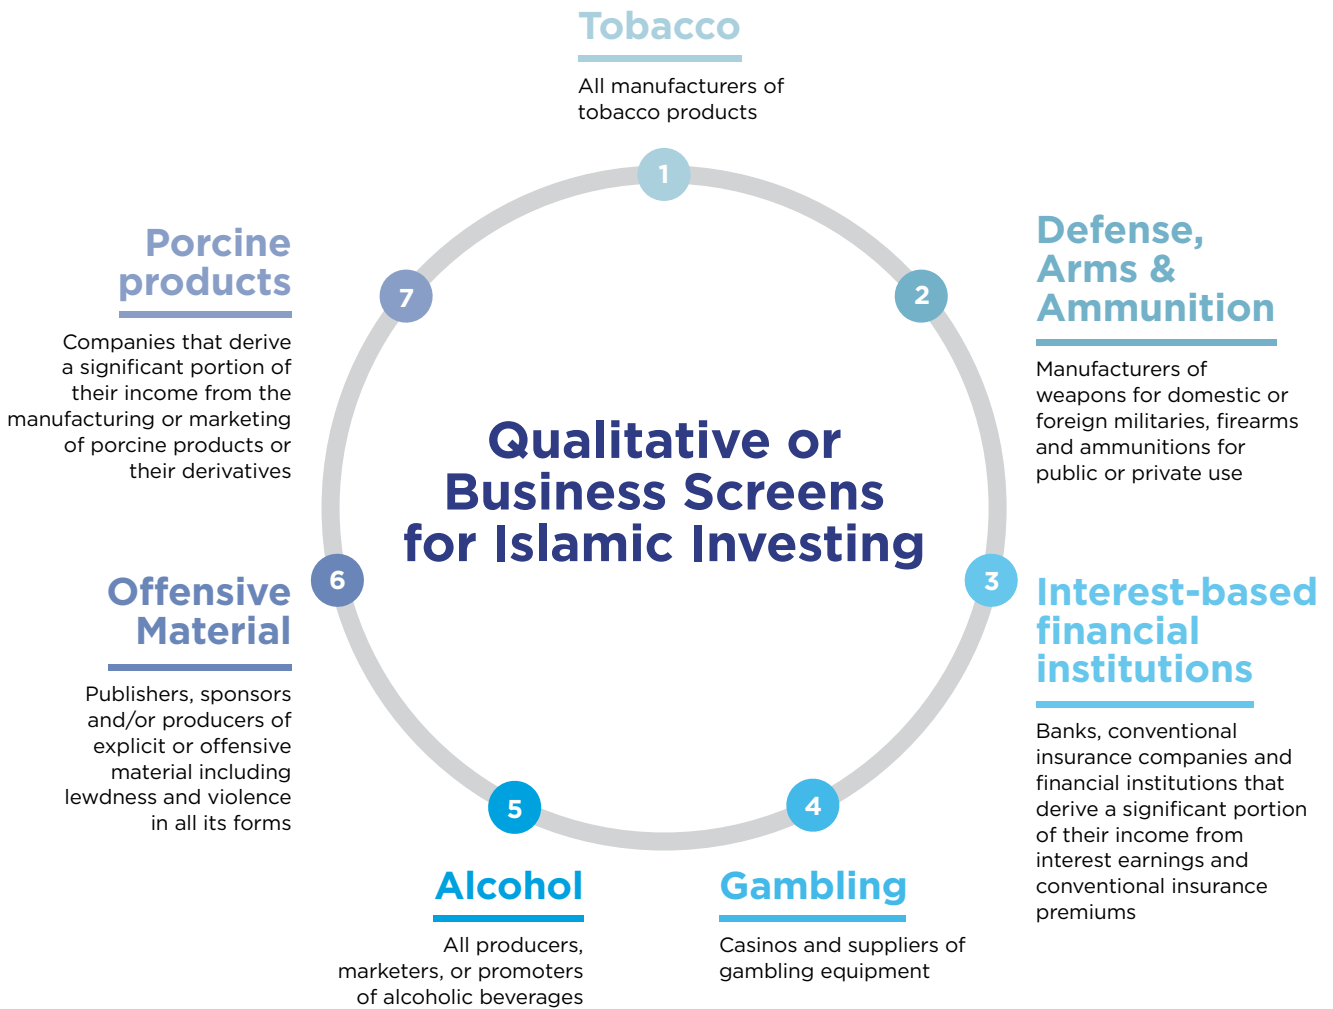 Tobacco
All manufacturers of
tobacco products
1
Defense,
Arms &
Ammunition
Manufacturers of
weapons for domestic or
foreign militaries, firearms
and ammunitions for
public or private use
2
Interest-based
financial
institutions
Banks, conventional
insurance companies and
financial institutions that
derive a significant portion
of their income from
interest earnings and
conventional insurance
premiums
3
Gambling
Casinos and suppliers of
gambling equipment
4
Alcohol
All producers,
marketers, or promoters
of alcoholic beverages
5
Offensive
Material
Publishers, sponsors
and/or producers of
explicit or offensive
material including
lewdness and violence
in all its forms
6
Porcine
products
Companies that derive
a significant portion of
their income from the
manufacturing or marketing
of porcine products or
their derivatives
7
Qualitative or
Business Screens
for Islamic Investing